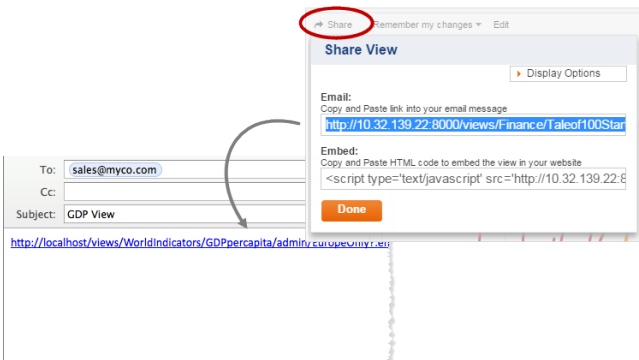 Share Remember my changes Edit
Share View
Display Options
Email:
Copy and Paste link into your email message
http://10.32.139.22:8000/views/Finance/Taleof100Star
Embed:
Copy and Paste HTML code to embed the view in your website
<script type='text/javascript' src='http://10.32.139.22:8
Done
To: sales@myco.com
Cc:
Subject: GDP View
http://localhost/views/WorldIndicators/GDPpercapita/admin/EuropeOnly?:en